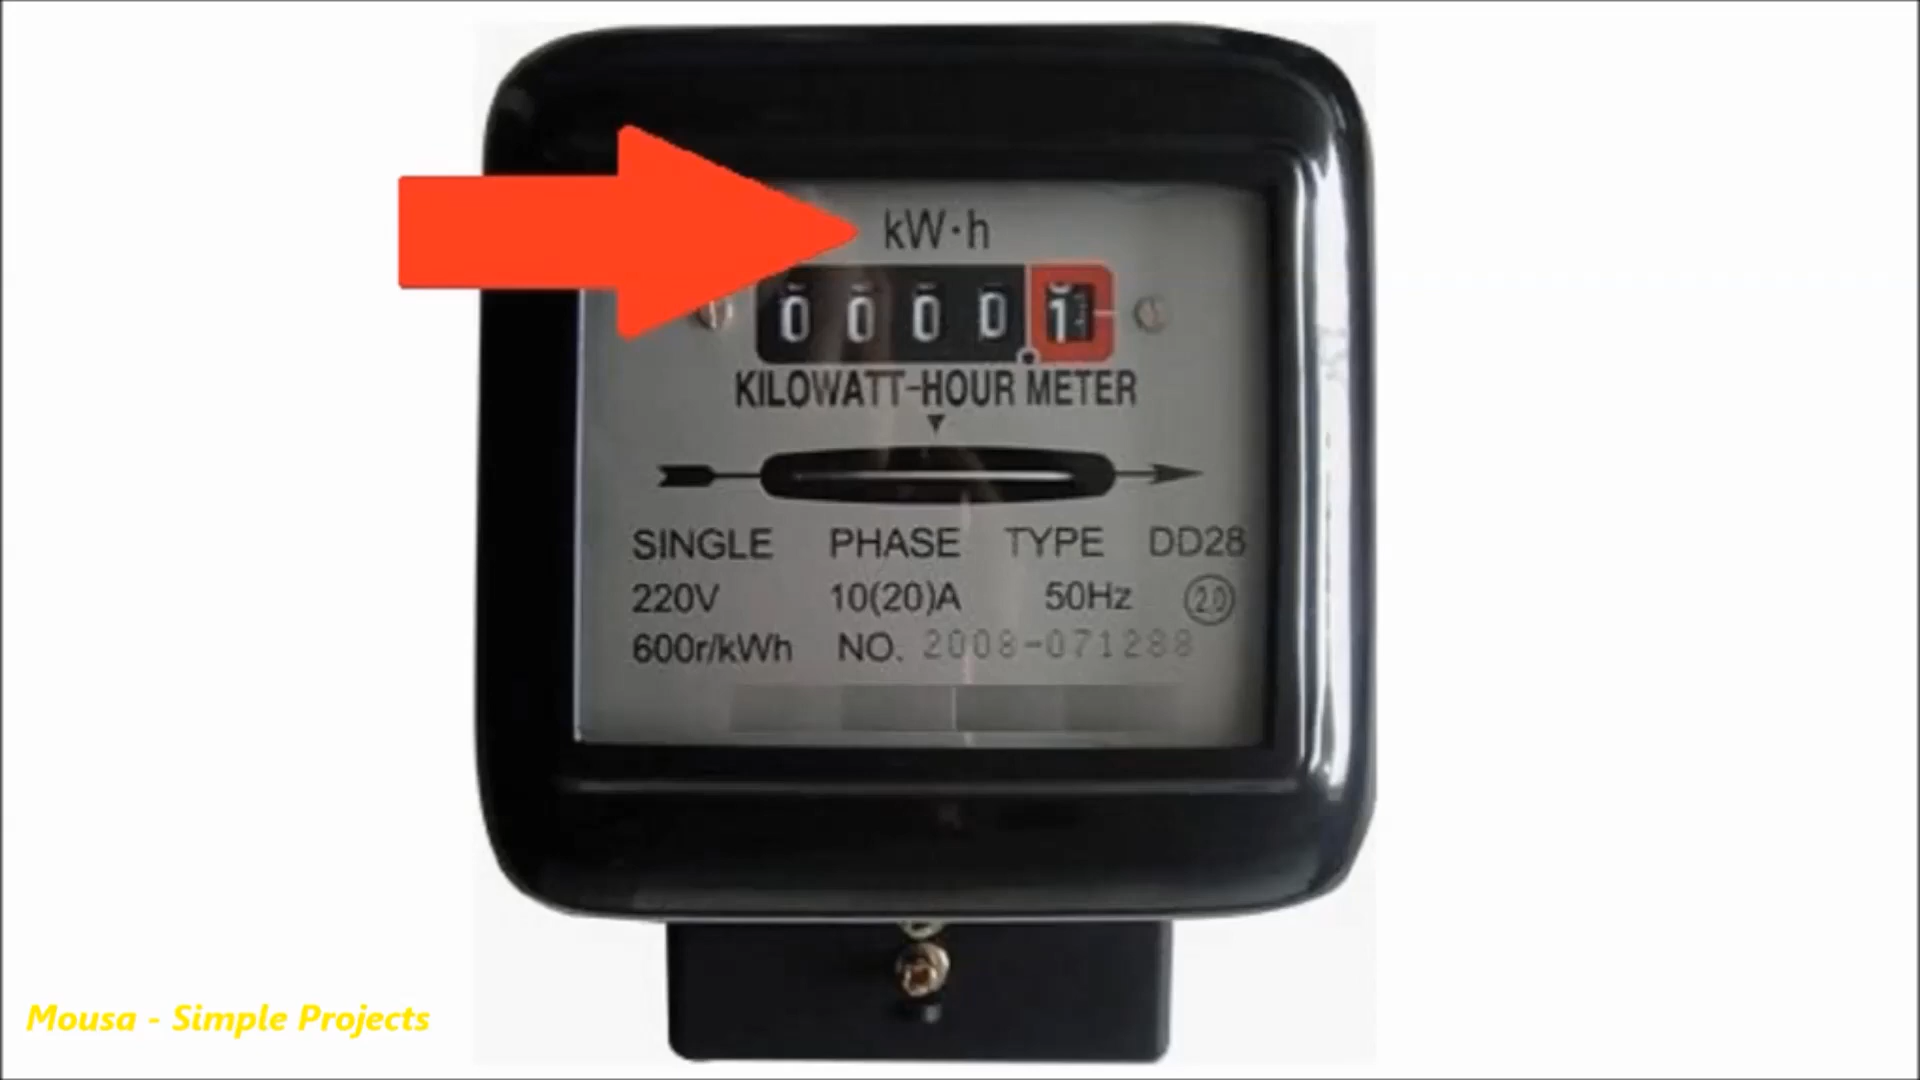 kW·h
0 0 0 0 1
KILOWATT-HOUR METER
SINGLE PHASE TYPE DD28
220V 10(20)A 50Hz 2.0
600r/kWh NO. 2008-071288
Mousa - Simple Projects